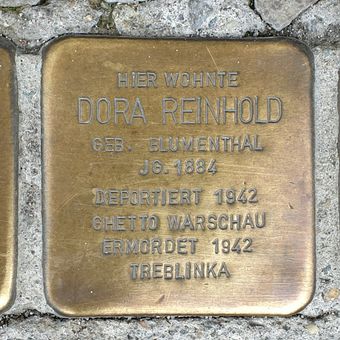 HIER WOHNTE
DORA REINHOLD
GEB. BLUMENTHAL
JG. 1884
DEPORTIERT 1942
GHETTO WARSCHAU
ERMORDET 1942
TREBLINKA